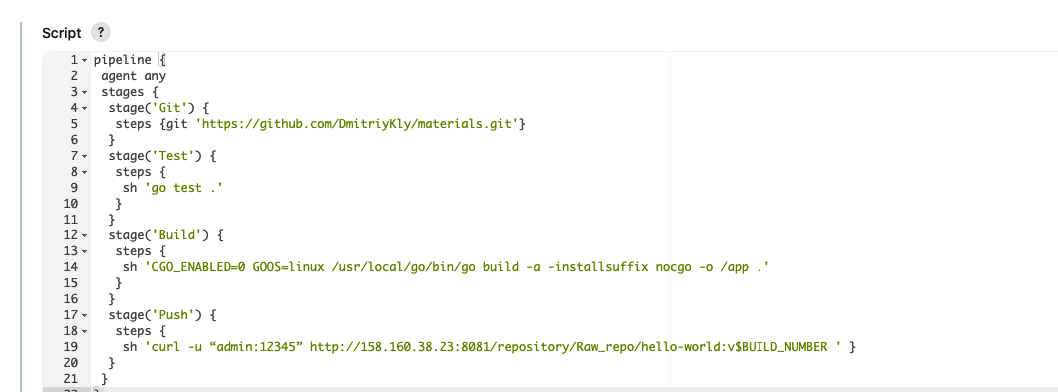 Script ?
1 pipeline {
2 agent any
3 stages {
4 stage('Git') {
5 steps {git 'https://github.com/DmitriyKly/materials.git'}
6 }
7 stage('Test') {
8 steps {
9 sh 'go test .'
10 }
11 }
12 stage('Build') {
13 steps {
14 sh 'CGO_ENABLED=0 GOOS=linux /usr/local/go/bin/go build -a -installsuffix nocgo -o /app .'
15 }
16 }
17 stage('Push') {
18 steps {
19 sh 'curl -u “admin:12345” http://158.160.38.23:8081/repository/Raw_repo/hello-world:v$BUILD_NUMBER ' }
20 }
21 }